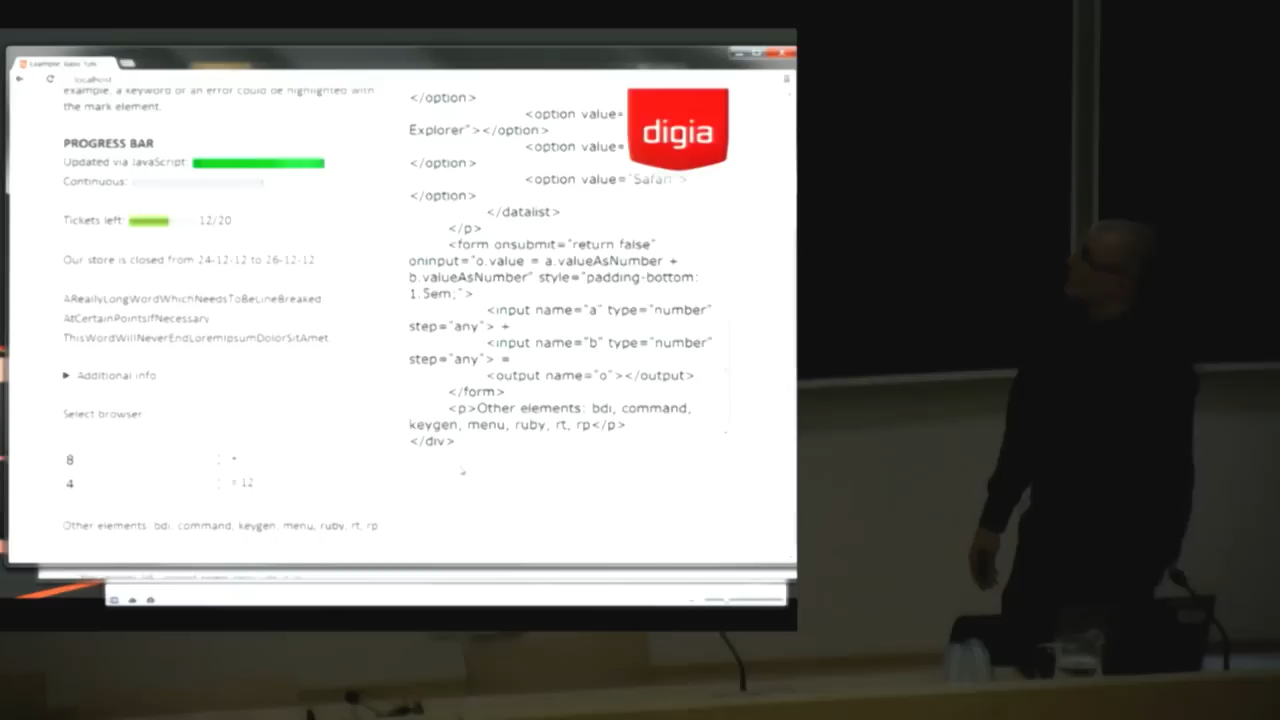 localhost
example, a keyword or an error could be highlighted with
the mark element.
PROGRESS BAR
Updated via JavaScript:
Continuous:
Tickets left: 12/20
Our store is closed from 24-12-12 to 26-12-12
AReallyLongWordWhichNeedsToBeLineBreaked
AtCertainPointsIfNecessary
ThisWordWillNeverEndLoremIpsumDolorSitAmet.
▶ Additional info
Select browser
8 +
4 = 12
Other elements: bdi, command, keygen, menu, ruby, rt, rp
</option>
<option value=
Explorer"></option>
<option value=
</option>
<option value="Safari">
</option>
</datalist>
</p>
<form onsubmit="return false"
oninput="o.value = a.valueAsNumber +
b.valueAsNumber" style="padding-bottom:
1.5em;">
<input name="a" type="number"
step="any"> +
<input name="b" type="number"
step="any"> =
<output name="o"></output>
</form>
<p>Other elements: bdi, command,
keygen, menu, ruby, rt, rp</p>
</div>
digia